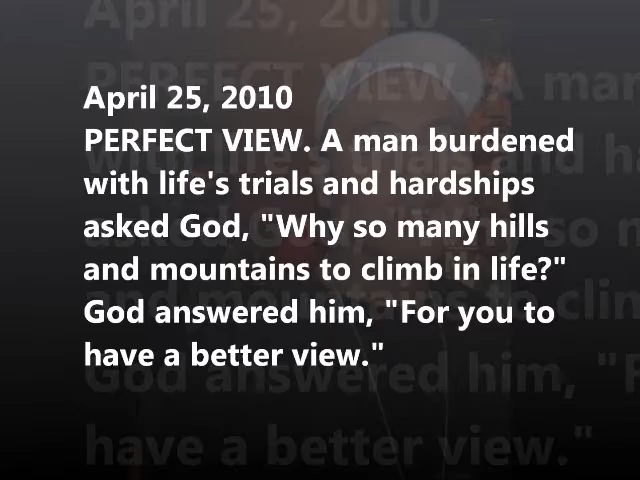 April 25, 2010
PERFECT VIEW. A man burdened
with life's trials and hardships
asked God, "Why so many hills
and mountains to climb in life?"
God answered him, "For you to
have a better view."